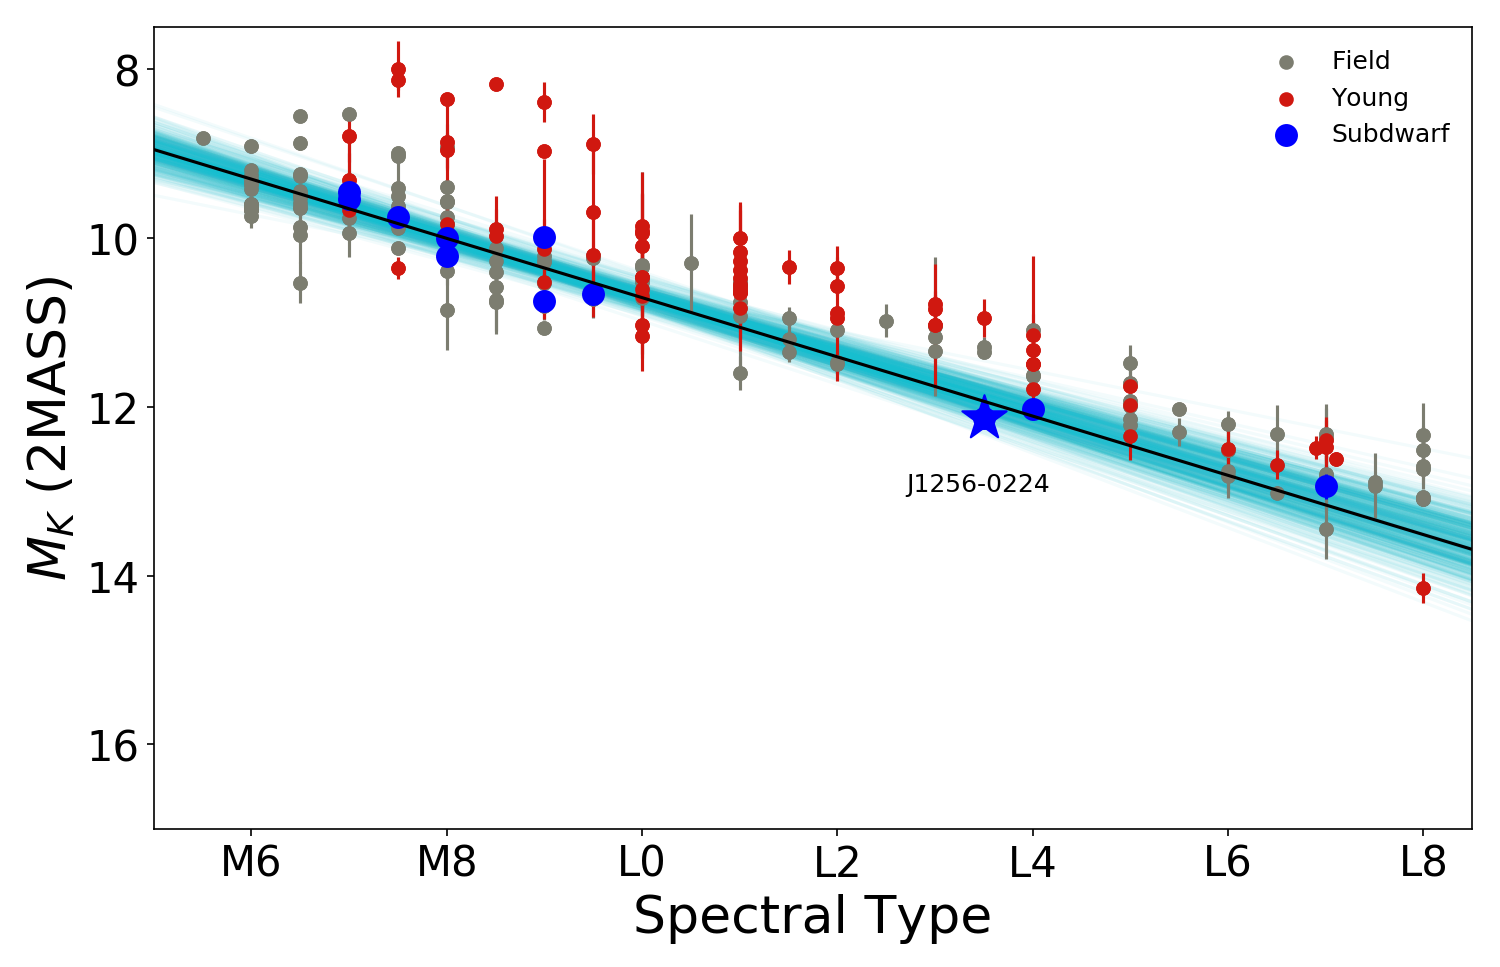 Field
Young
Subdwarf
8
10
12
14
16
M_K (2MASS)
J1256-0224
M6 M8 L0 L2 L4 L6 L8
Spectral Type